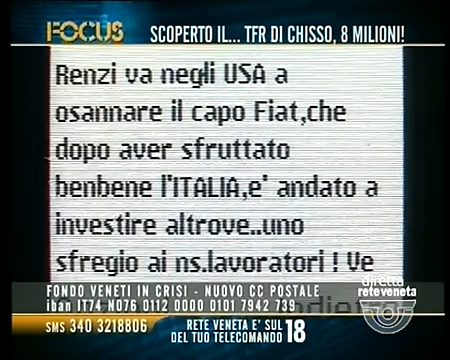 FOCUS SCOPERTO IL... TFR DI CHISSO, 8 MILIONI!
Renzi va negli USA a
osannare il capo Fiat,che
dopo aver sfruttato
benbene l'ITALIA,e' andato a
investire altrove..uno
sfregio ai ns.lavoratori ! Ve
diretta
reteveneta
FONDO VENETI IN CRISI - NUOVO CC POSTALE
iban IT74 N076 0112 0000 0101 7942 739
SMS 340 3218806
RETE VENETA E' SUL
DEL TUO TELECOMANDO 18